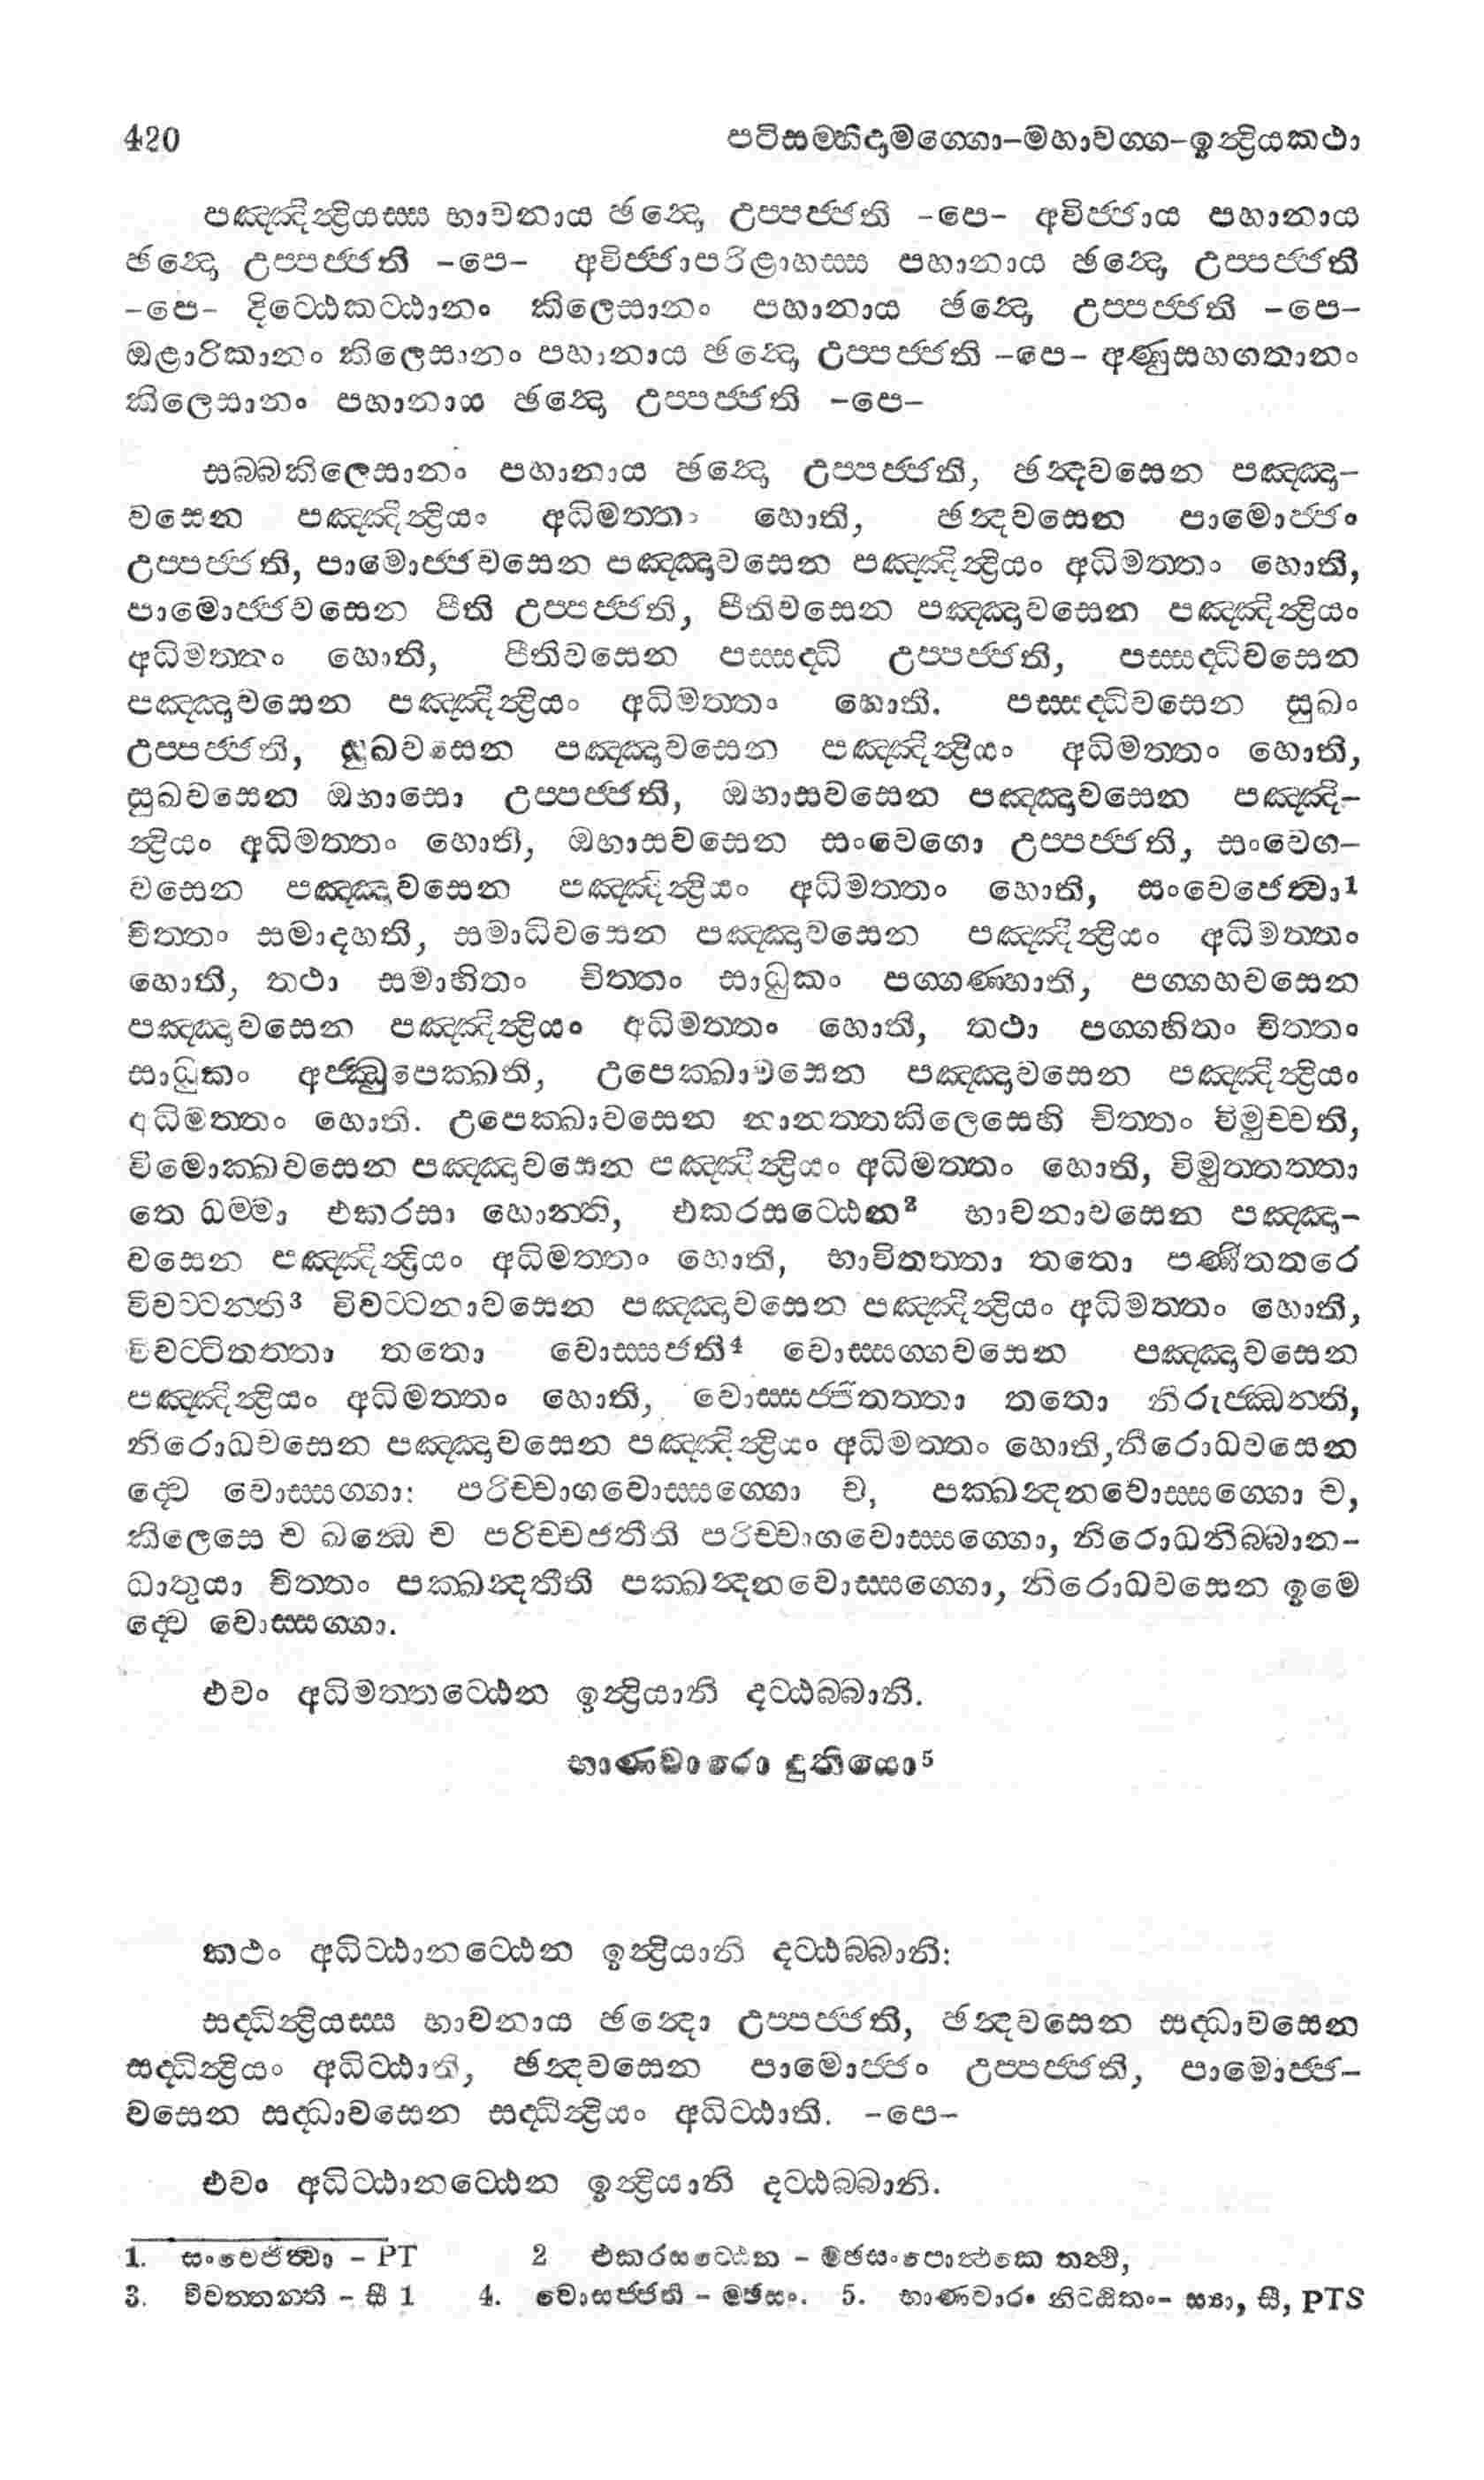 420 පටිසම්භිදාමග්ගො-මහාවග්ග-ඉන්ද්‍රියකථා
පඤ්ඤින්ද්‍රියස්ස භාවනාය ඡන්දො උප්පජ්ජති -පෙ- අවිජ්ජාය පහානාය
ඡන්දො උප්පජ්ජති -පෙ- අවිජ්ජාපරිළාහස්ස පහානාය ඡන්දො උප්පජ්ජති
-පෙ- දිට්ඨෙකට්ඨානං කිලෙසානං පහානාය ඡන්දො උප්පජ්ජති -පෙ-
ඔළාරිකානං කිලෙසානං පහානාය ඡන්දො උප්පජ්ජති -පෙ- අණුසහගතානං
කිලෙසානං පහානාය ඡන්දො උප්පජ්ජති -පෙ-
සබ්බකිලෙසානං පහානාය ඡන්දො උප්පජ්ජති, ඡන්දවසෙන පඤ්ඤා-
වසෙන පඤ්ඤින්ද්‍රියං අධිමත්තං හොති, ඡන්දවසෙන පාමොජ්ජං
උප්පජ්ජති, පාමොජ්ජවසෙන පඤ්ඤාවසෙන පඤ්ඤින්ද්‍රියං අධිමත්තං හොති,
පාමොජ්ජවසෙන පීති උප්පජ්ජති, පීතිවසෙන පඤ්ඤාවසෙන පඤ්ඤින්ද්‍රියං
අධිමත්තං හොති, පීතිවසෙන පස්සද්ධි උප්පජ්ජති, පස්සද්ධිවසෙන
පඤ්ඤාවසෙන පඤ්ඤින්ද්‍රියං අධිමත්තං හොති. පස්සද්ධිවසෙන සුඛං
උප්පජ්ජති, සුඛවසෙන පඤ්ඤාවසෙන පඤ්ඤින්ද්‍රියං අධිමත්තං හොති,
සුඛවසෙන ඔභාසො උප්පජ්ජති, ඔභාසවසෙන පඤ්ඤාවසෙන පඤ්ඤි-
න්ද්‍රියං අධිමත්තං හොති, ඔභාසවසෙන සංවෙගො උප්පජ්ජති, සංවෙග-
වසෙන පඤ්ඤාවසෙන පඤ්ඤින්ද්‍රියං අධිමත්තං හොති, සංවෙජෙත්වා1
චිත්තං සමාදහති, සමාධිවසෙන පඤ්ඤාවසෙන පඤ්ඤින්ද්‍රියං අධිමත්තං
හොති, තථා සමාහිතං චිත්තං සාධුකං පග්ගණ්හාති, පග්ගහවසෙන
පඤ්ඤාවසෙන පඤ්ඤින්ද්‍රියං අධිමත්තං හොති, තථා පග්ගහිතං චිත්තං
සාධුකං අජ්ඣුපෙක්ඛති, උපෙක්ඛාවසෙන පඤ්ඤාවසෙන පඤ්ඤින්ද්‍රියං
අධිමත්තං හොති. උපෙක්ඛාවසෙන නානත්තකිලෙසෙහි චිත්තං විමුච්චති,
විමොක්ඛවසෙන පඤ්ඤාවසෙන පඤ්ඤින්ද්‍රියං අධිමත්තං හොති, විමුත්තත්තා
තෙ ධම්මා එකරසා හොන්ති, එකරසට්ඨෙන2 භාවනාවසෙන පඤ්ඤා-
වසෙන පඤ්ඤින්ද්‍රියං අධිමත්තං හොති, භාවිතත්තා තතො පණීතතරෙ
විවට්ටන්ති3 විවට්ටනාවසෙන පඤ්ඤාවසෙන පඤ්ඤින්ද්‍රියං අධිමත්තං හොති,
විවට්ටිතත්තා තතො වොස්සජති4 වොස්සග්ගවසෙන පඤ්ඤාවසෙන
පඤ්ඤින්ද්‍රියං අධිමත්තං හොති, වොස්සජ්ජිතත්තා තතො නිරුජ්ඣන්ති,
නිරොධවසෙන පඤ්ඤාවසෙන පඤ්ඤින්ද්‍රියං අධිමත්තං හොති,නිරොධවසෙන
ද්වෙ වොස්සග්ගා: පරිච්චාගවොස්සග්ගො ච, පක්ඛන්දනවොස්සග්ගො ච,
කිලෙසෙ ච ඛන්ධෙ ච පරිච්චජතීති පරිච්චාගවොස්සග්ගො, නිරොධනිබ්බාන-
ධාතුයා චිත්තං පක්ඛන්දතීති පක්ඛන්දනවොස්සග්ගො, නිරොධවසෙන ඉමෙ
ද්වෙ වොස්සග්ගා.
එවං අධිමත්තට්ඨෙන ඉන්ද්‍රියානි දට්ඨබ්බානි.
භාණවාරො දුතියො5
කථං අධිට්ඨානට්ඨෙන ඉන්ද්‍රියානි දට්ඨබ්බානි:
සද්ධින්ද්‍රියස්ස භාවනාය ඡන්දො උප්පජ්ජති, ඡන්දවසෙන සද්ධාවසෙන
සද්ධින්ද්‍රියං අධිට්ඨාති, ඡන්දවසෙන පාමොජ්ජං උප්පජ්ජති, පාමොජ්ජ-
වසෙන සද්ධාවසෙන සද්ධින්ද්‍රියං අධිට්ඨාති. -පෙ-
එවං අධිට්ඨානට්ඨෙන ඉන්ද්‍රියානි දට්ඨබ්බානි.
1. සංවෙජිත්වා - PT 2 එකරසට්ඨෙන - මඡසංපොත්ථකෙ නත්ථි,
3. විවත්තන්ති - සී 1 4. වොසජ්ජති - මඡසං. 5. භාණවාරං නිට්ඨිතං- ස්‍යා, සී, PTS